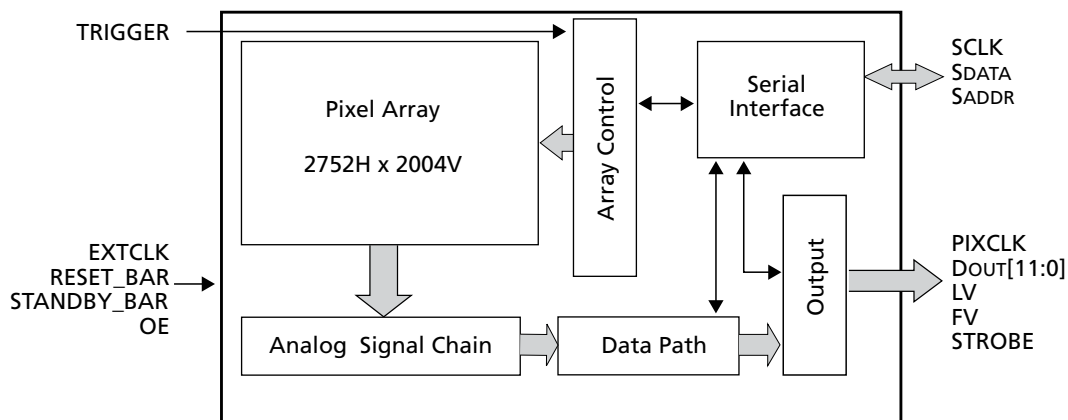 TRIGGER
Pixel Array
2752H x 2004V
Array Control
Serial
Interface
SCLK
SDATA
SADDR
EXTCLK
RESET_BAR
STANDBY_BAR
OE
Analog Signal Chain
Data Path
Output
PIXCLK
DOUT[11:0]
LV
FV
STROBE